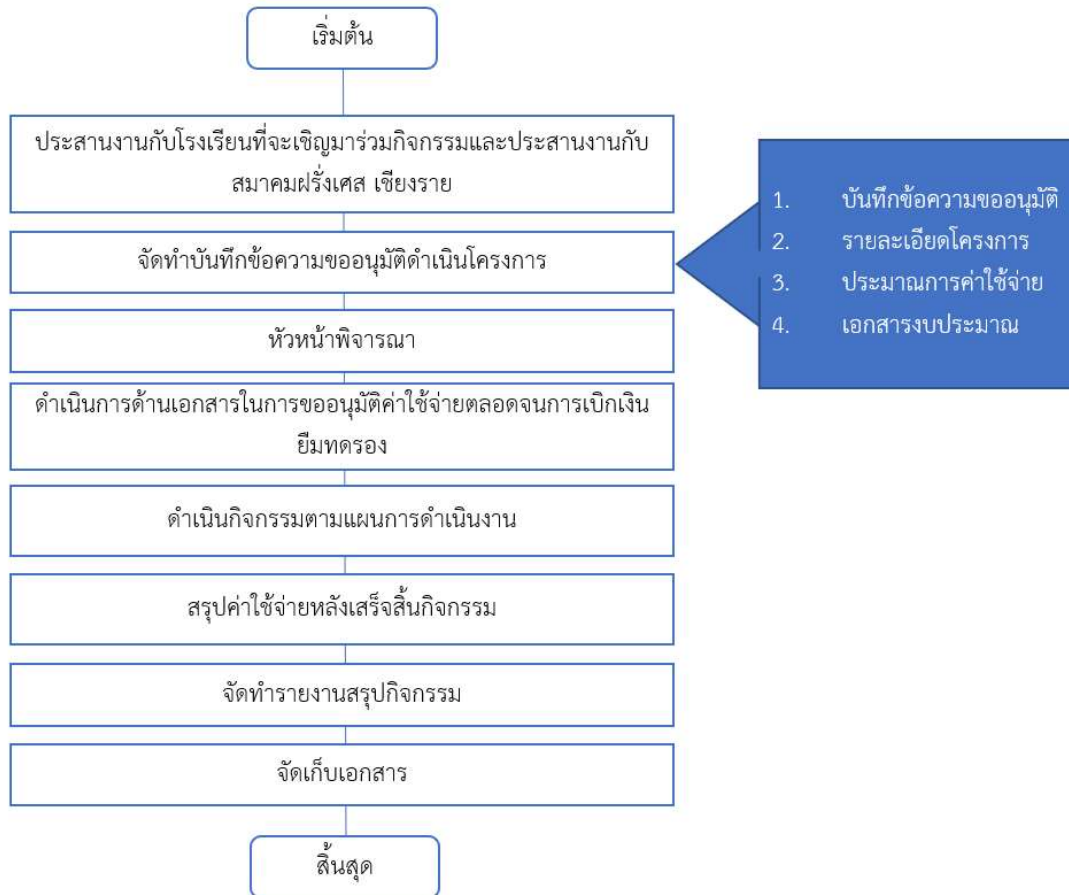 เริ่มต้น
ประสานงานกับโรงเรียนที่จะเชิญมาร่วมกิจกรรมและประสานงานกับ
สมาคมฝรั่งเศส เชียงราย
จัดทำบันทึกข้อความขออนุมัติดำเนินโครงการ
1. บันทึกข้อความขออนุมัติ
2. รายละเอียดโครงการ
3. ประมาณการค่าใช้จ่าย
4. เอกสารงบประมาณ
หัวหน้าพิจารณา
ดำเนินการด้านเอกสารในการขออนุมัติค่าใช้จ่ายตลอดจนการเบิกเงิน
ยืมทดรอง
ดำเนินกิจกรรมตามแผนการดำเนินงาน
สรุปค่าใช้จ่ายหลังเสร็จสิ้นกิจกรรม
จัดทำรายงานสรุปกิจกรรม
จัดเก็บเอกสาร
สิ้นสุด